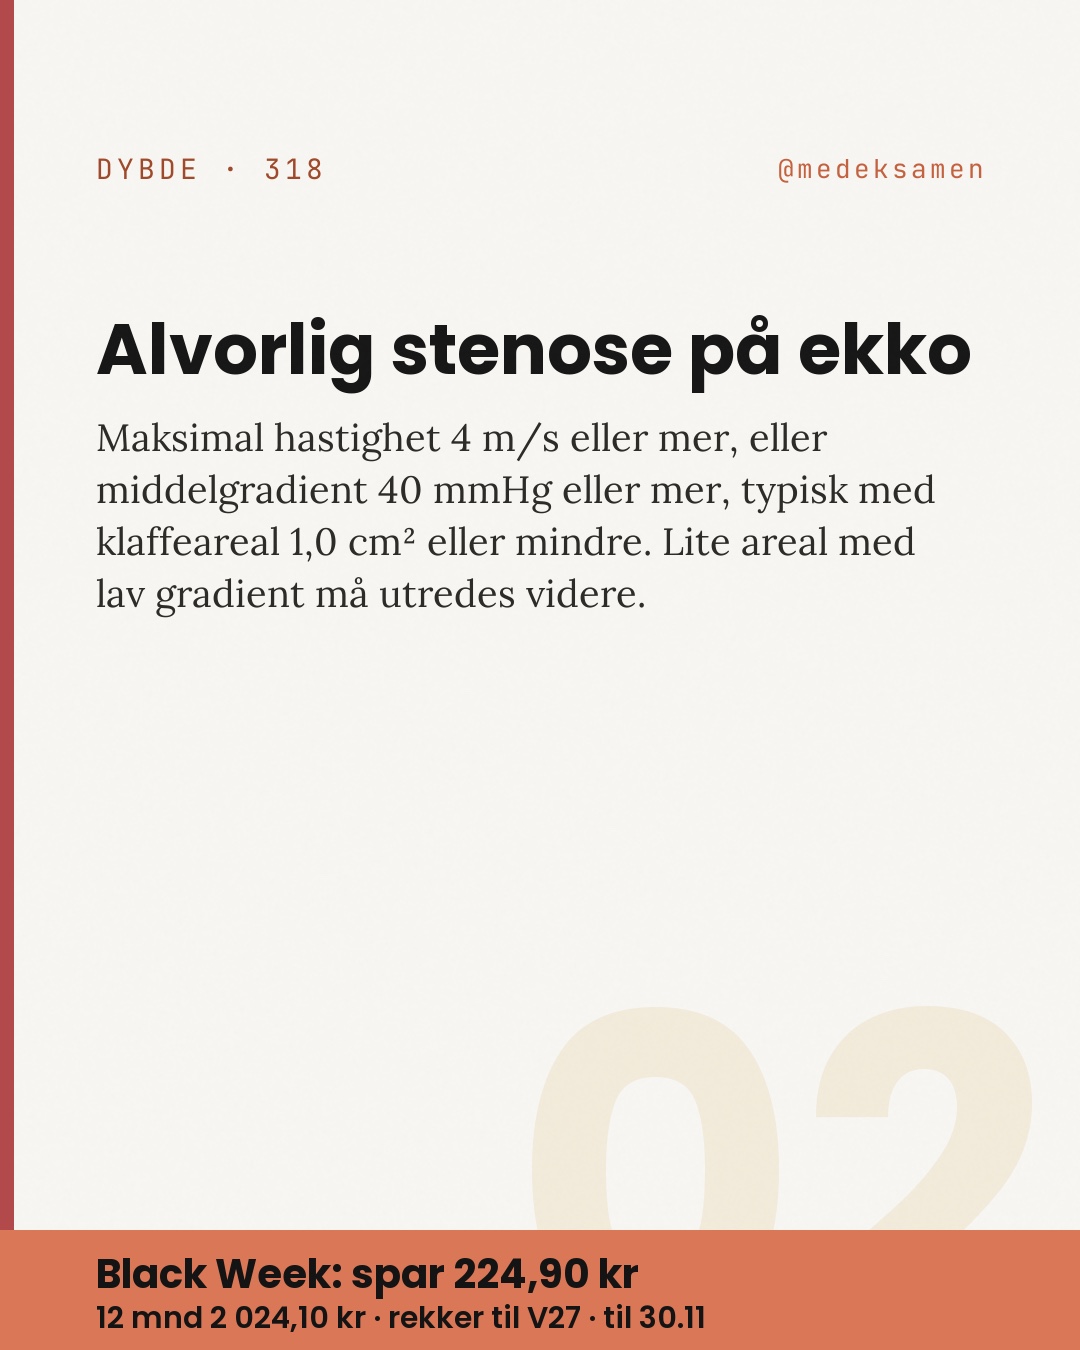 DYBDE · 318
@medeksamen
Alvorlig stenose på ekko
Maksimal hastighet 4 m/s eller mer, eller
middelgradient 40 mmHg eller mer, typisk med
klaffeareal 1,0 cm² eller mindre. Lite areal med
lav gradient må utredes videre.
02
Black Week: spar 224,90 kr
12 mnd 2 024,10 kr · rekker til V27 · til 30.11